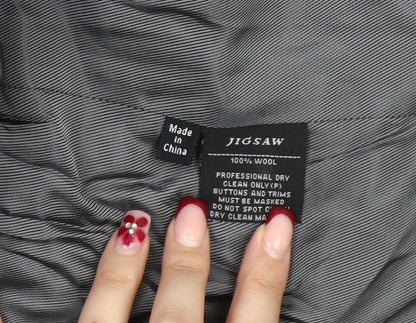 Made in
China
JIGSAW
100% WOOL
PROFESSIONAL DRY
CLEAN ONLY(P)
BUTTONS AND TRIMS
MUST BE MASKED
DO NOT SPOT CLEAN
DRY CLEAN